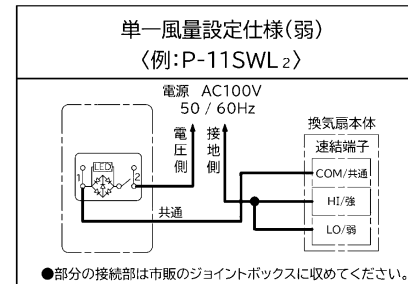 単一風量設定仕様(弱)
〈例:P-11SWL2〉
電源 AC100V
50 / 60Hz
電圧側
接地側
換気扇本体
速結端子
LED
1
2
COM/共通
HI/強
共通
LO/弱
●部分の接続部は市販のジョイントボックスに収めてください。